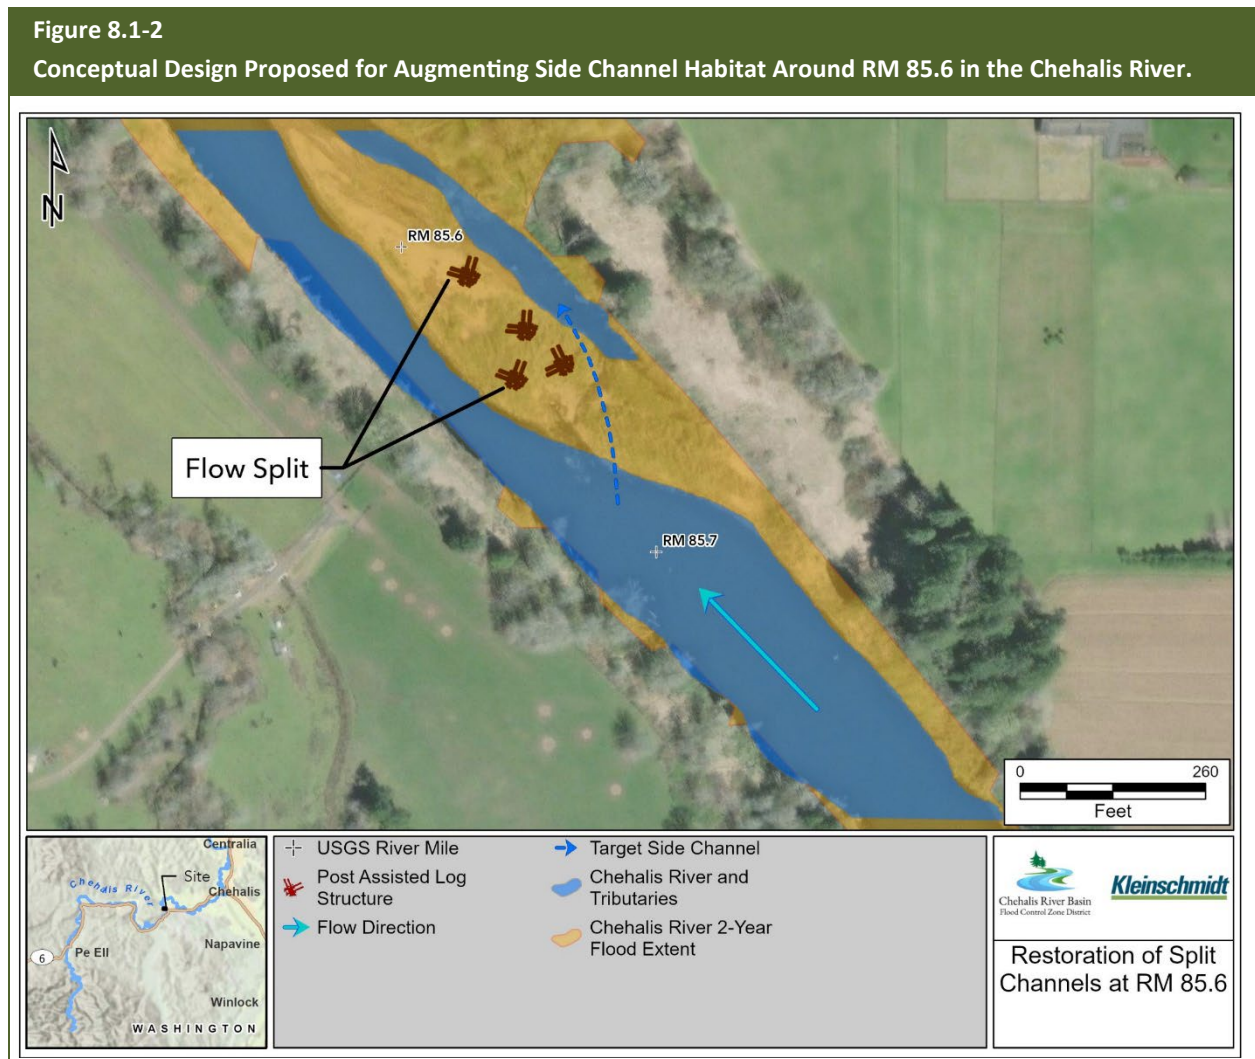 Figure 8.1-2
Conceptual Design Proposed for Augmenting Side Channel Habitat Around RM 85.6 in the Chehalis River.
N
RM 85.6
Flow Split
RM 85.7
0 260
Feet
Centralia
Chehalis River
Site
Chehalis
Napavine
6
Pe Ell
Winlock
WASHINGTON
USGS River Mile
Post Assisted Log
Structure
Flow Direction
Target Side Channel
Chehalis River and
Tributaries
Chehalis River 2-Year
Flood Extent
Chehalis River Basin
Flood Control Zone District
Kleinschmidt
Restoration of Split
Channels at RM 85.6